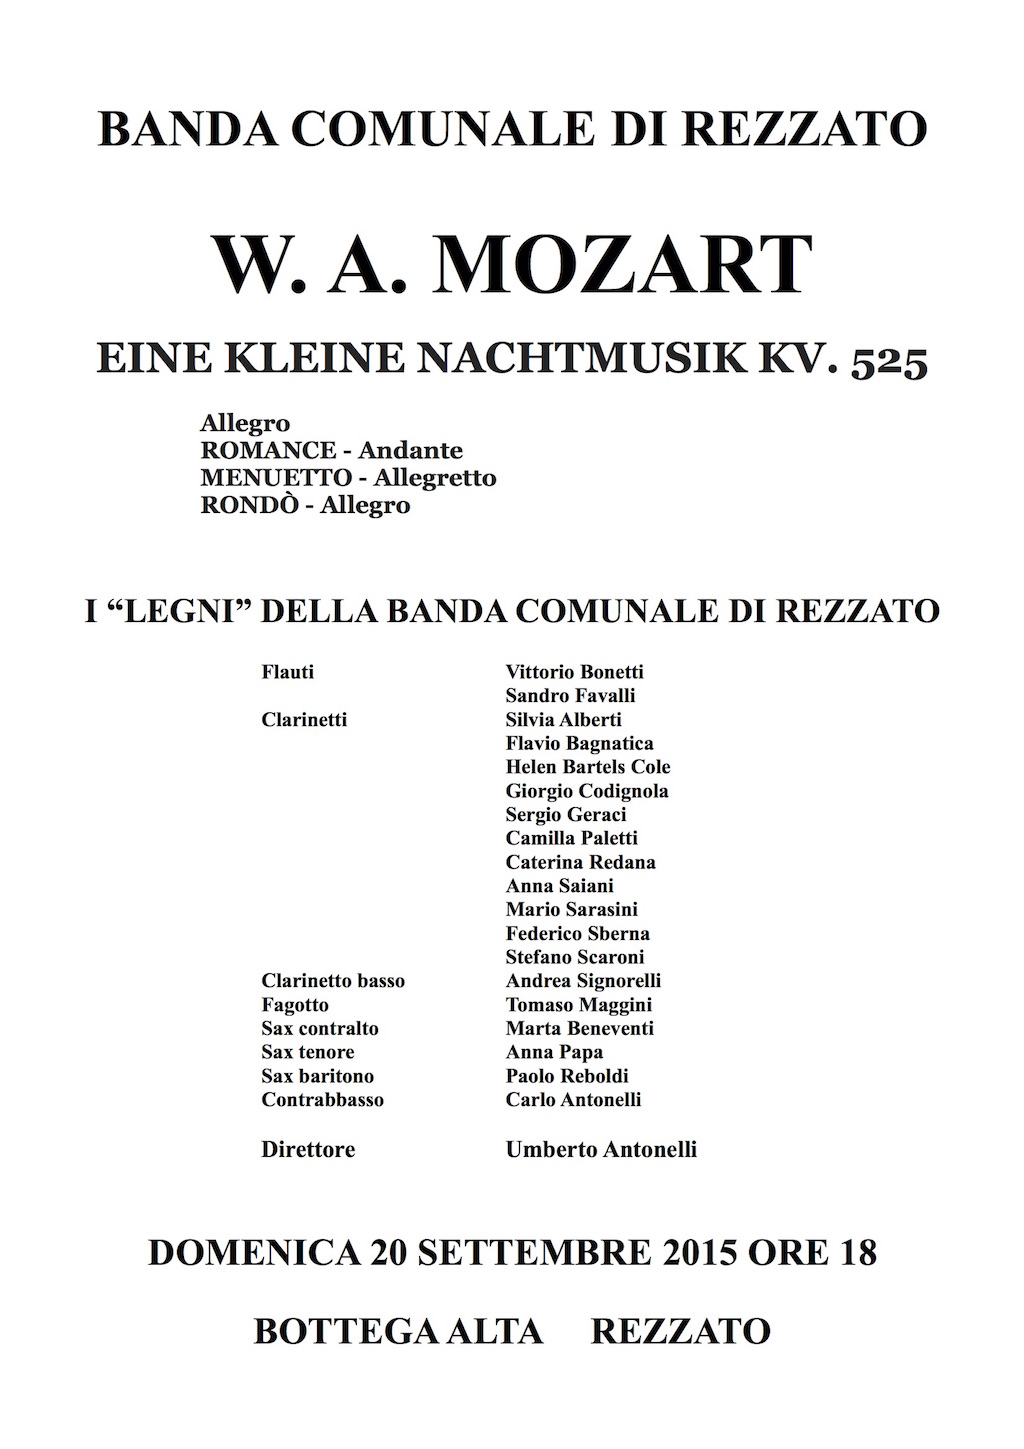 BANDA COMUNALE DI REZZATO
W. A. MOZART
EINE KLEINE NACHTMUSIK KV. 525
Allegro
ROMANCE - Andante
MENUETTO - Allegretto
RONDÒ - Allegro
I “LEGNI” DELLA BANDA COMUNALE DI REZZATO
Flauti Vittorio Bonetti
Sandro Favalli
Clarinetti Silvia Alberti
Flavio Bagnatica
Helen Bartels Cole
Giorgio Codignola
Sergio Geraci
Camilla Paletti
Caterina Redana
Anna Saiani
Mario Sarasini
Federico Sberna
Stefano Scaroni
Clarinetto basso Andrea Signorelli
Fagotto Tomaso Maggini
Sax contralto Marta Beneventi
Sax tenore Anna Papa
Sax baritono Paolo Reboldi
Contrabbasso Carlo Antonelli
Direttore Umberto Antonelli
DOMENICA 20 SETTEMBRE 2015 ORE 18
BOTTEGA ALTA REZZATO